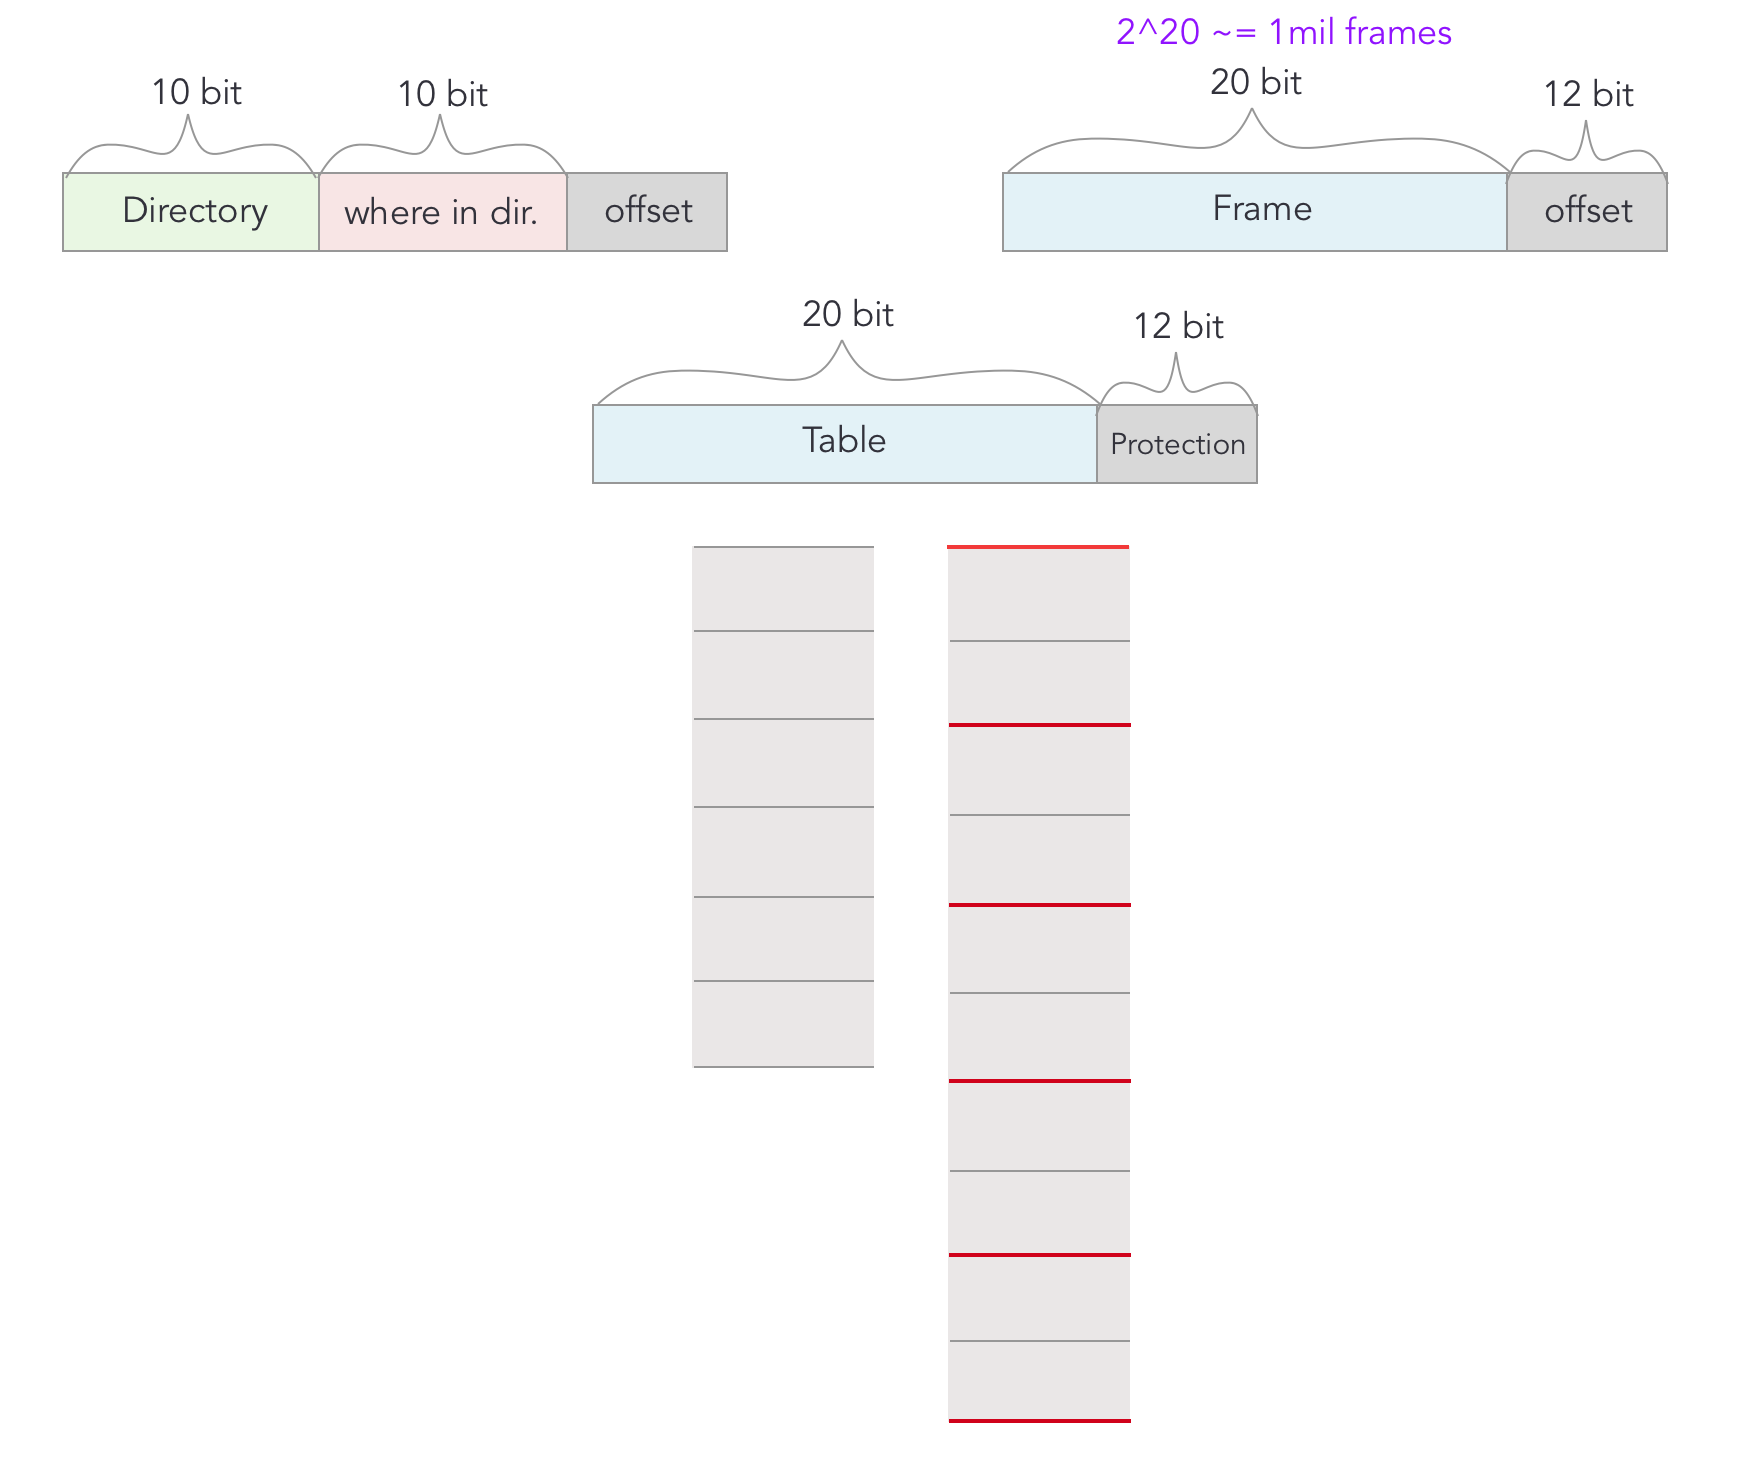 2^20 ~= 1mil frames
10 bit
10 bit
20 bit
12 bit
Directory
where in dir.
offset
Frame
offset
20 bit
12 bit
Table
Protection